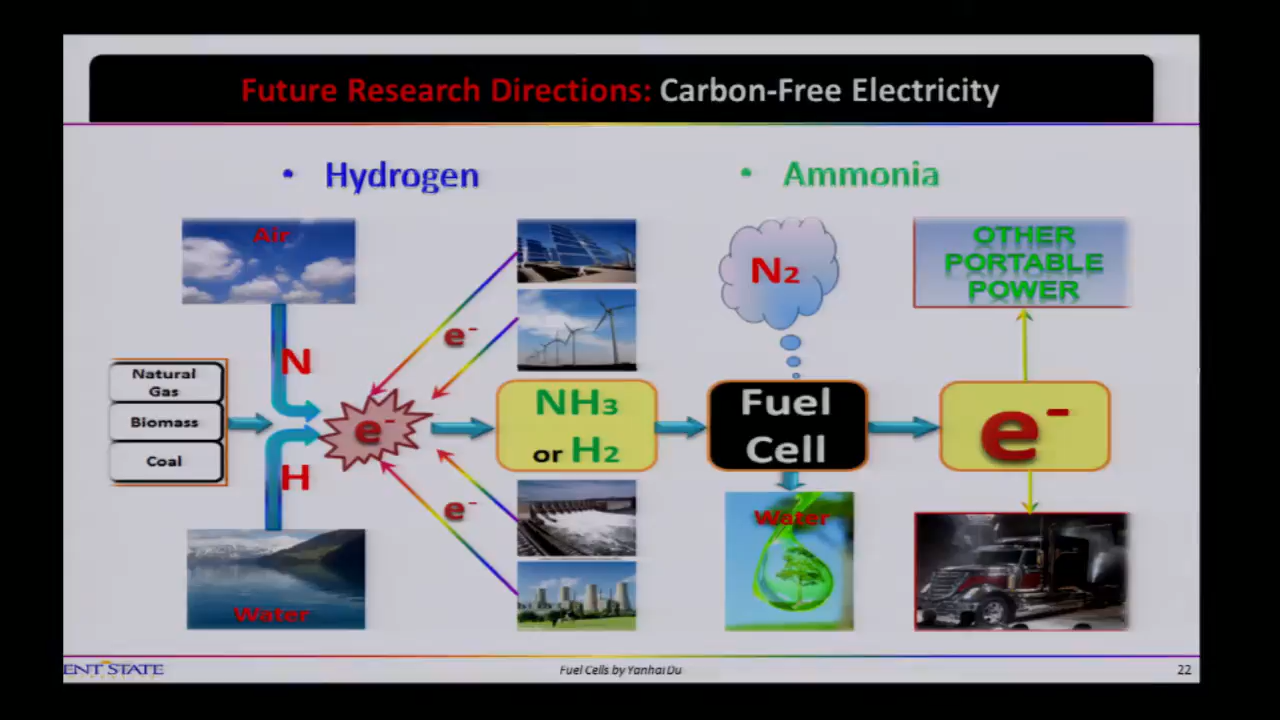 Future Research Directions: Carbon-Free Electricity
• Hydrogen
• Ammonia
Air
N
Natural
Gas
Biomass
Coal
H
Water
e-
e-
e-
NH3
or H2
N2
Fuel
Cell
Water
OTHER
PORTABLE
POWER
e-
ENT STATE
Fuel Cells by Yanhai Du
22